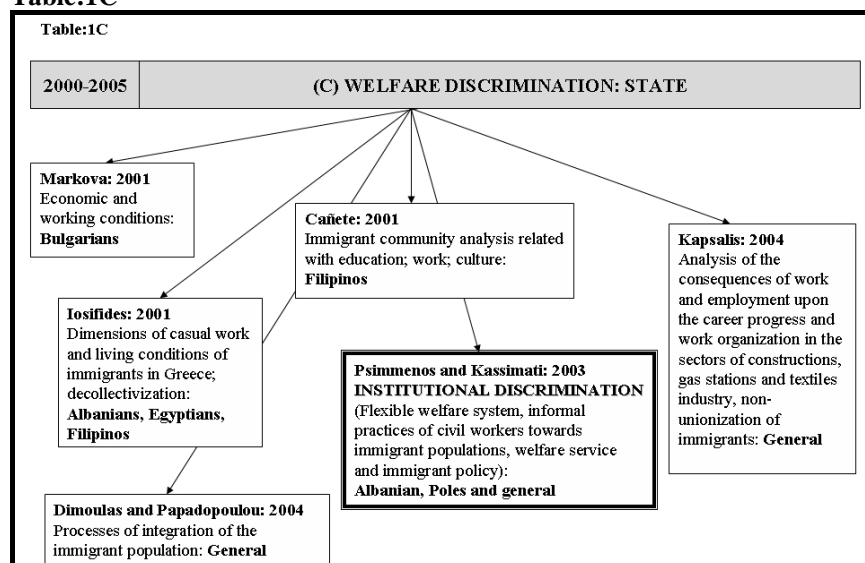 Table:1C
Table:1C
2000-2005 (C) WELFARE DISCRIMINATION: STATE
Markova: 2001
Economic and
working conditions:
Bulgarians
Cañete: 2001
Immigrant community analysis related
with education; work; culture:
Filipinos
Kapsalis: 2004
Analysis of the
consequences of work
and employment upon
the career progress and
work organization in the
sectors of constructions,
gas stations and textiles
industry, non-
unionization of
immigrants: General
Iosifides: 2001
Dimensions of casual work
and living conditions of
immigrants in Greece;
decollectivization:
Albanians, Egyptians,
Filipinos
Psimmenos and Kassimati: 2003
INSTITUTIONAL DISCRIMINATION
(Flexible welfare system, informal
practices of civil workers towards
immigrant populations, welfare service
and immigrant policy):
Albanian, Poles and general
Dimoulas and Papadopoulou: 2004
Processes of integration of the
immigrant population: General